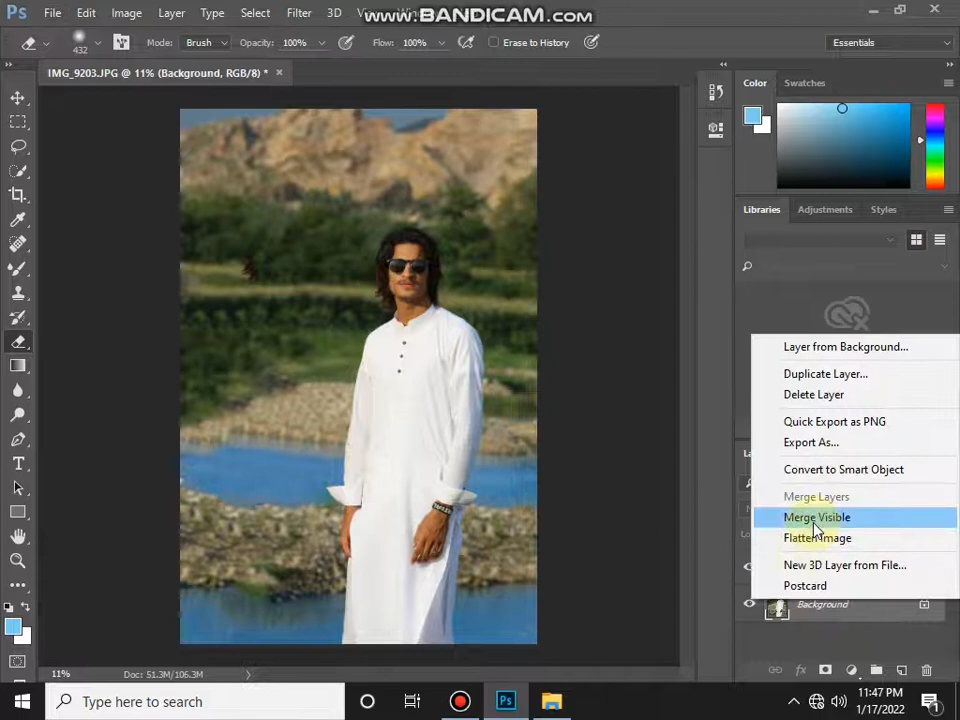 Ps File Edit Image Layer Type Select Filter 3D
www.BANDICAM.com
432 Mode: Brush Opacity: 100% Flow: 100% Erase to History Essentials
IMG_9203.JPG @ 11% (Background, RGB/8) * ×
Color Swatches
Libraries Adjustments Styles
Layer from Background...
Duplicate Layer...
Delete Layer
Quick Export as PNG
Export As...
Convert to Smart Object
Merge Layers
Merge Visible
Flatten Image
New 3D Layer from File...
Postcard
Background
11% Doc: 51.3M/106.3M
Type here to search
Ps
11:47 PM
1/17/2022
1